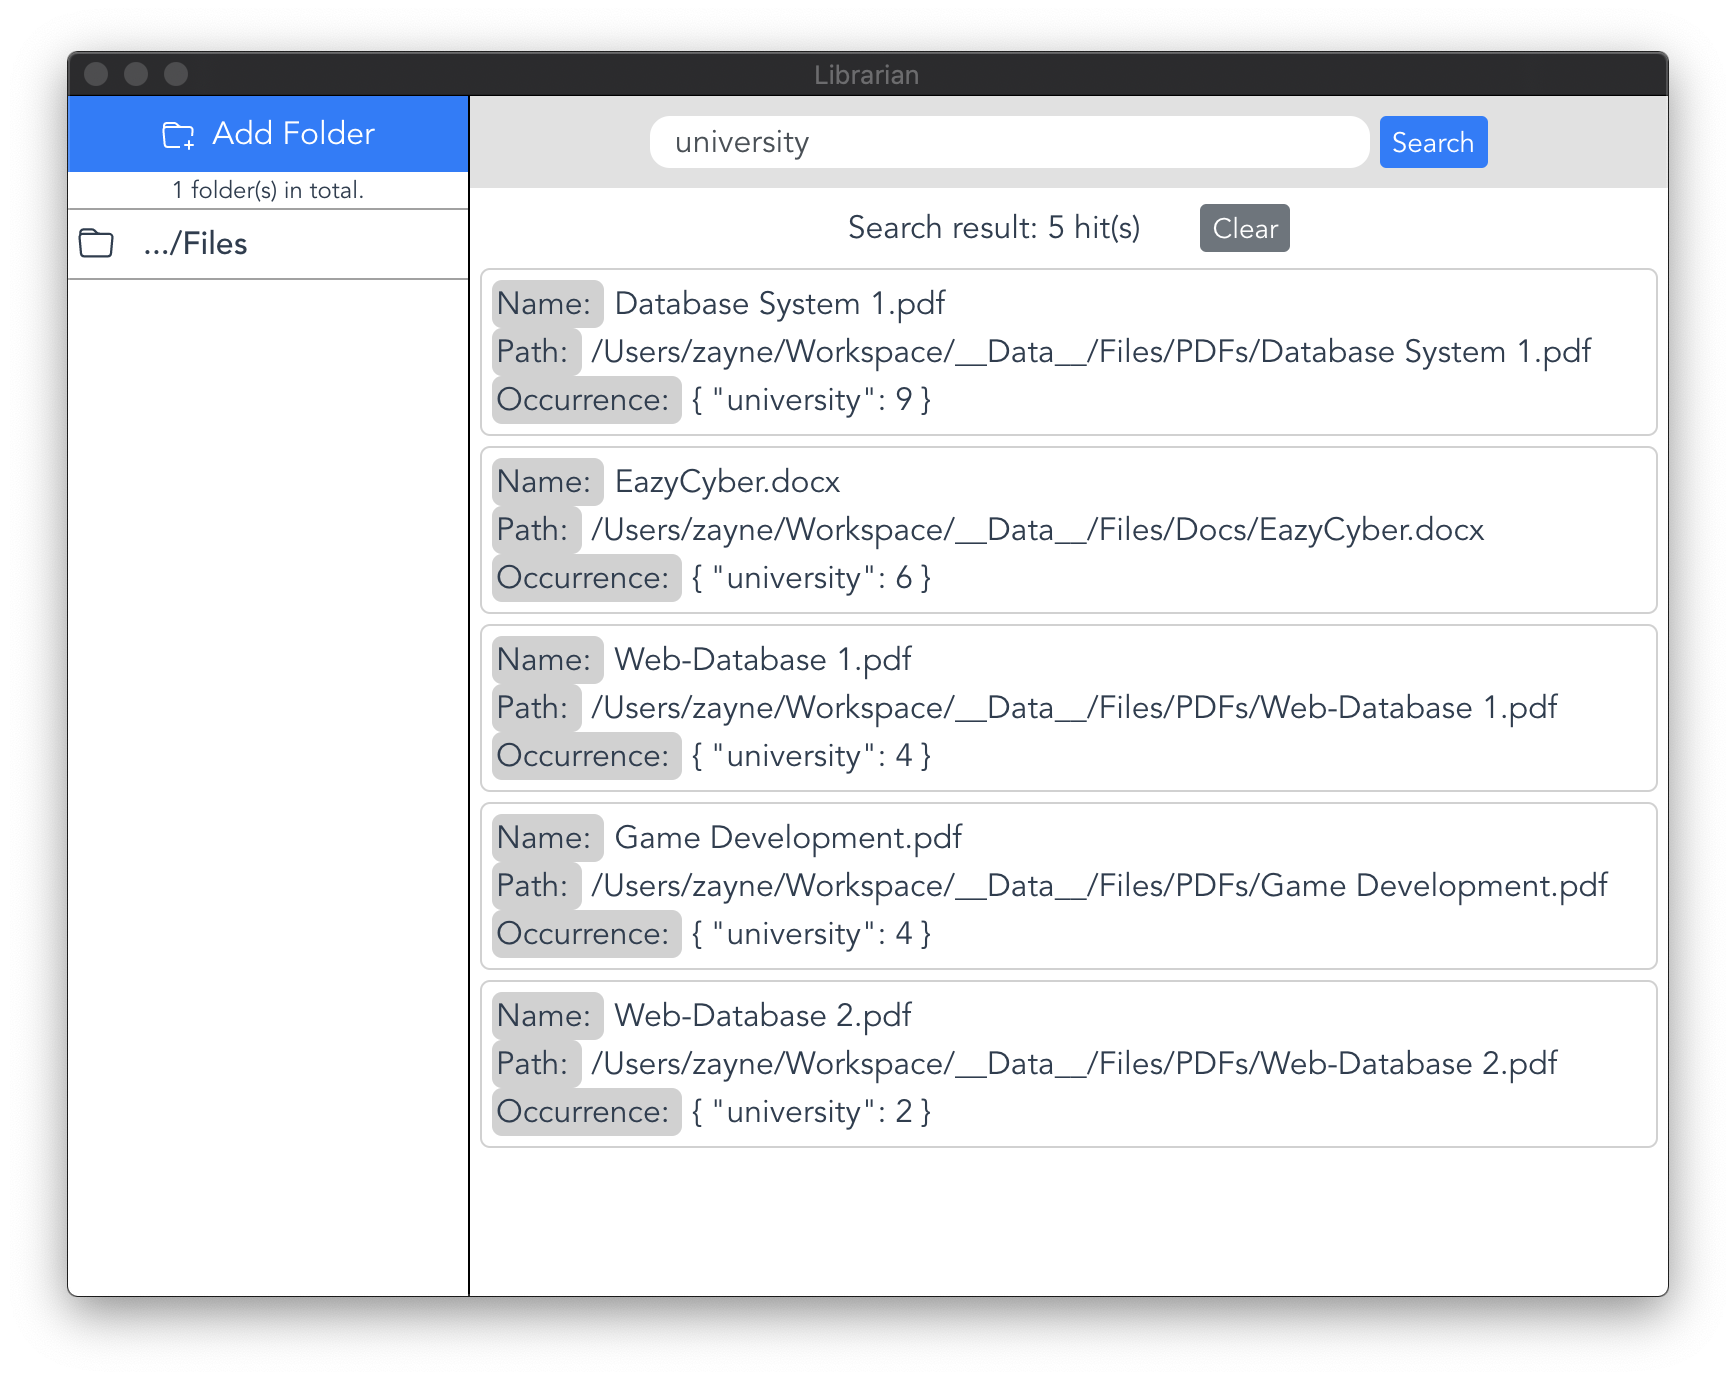 Librarian
Add Folder
1 folder(s) in total.
.../Files
university
Search
Search result: 5 hit(s)
Clear
Name: Database System 1.pdf
Path: /Users/zayne/Workspace/__Data__/Files/PDFs/Database System 1.pdf
Occurrence: { "university": 9 }
Name: EazyCyber.docx
Path: /Users/zayne/Workspace/__Data__/Files/Docs/EazyCyber.docx
Occurrence: { "university": 6 }
Name: Web-Database 1.pdf
Path: /Users/zayne/Workspace/__Data__/Files/PDFs/Web-Database 1.pdf
Occurrence: { "university": 4 }
Name: Game Development.pdf
Path: /Users/zayne/Workspace/__Data__/Files/PDFs/Game Development.pdf
Occurrence: { "university": 4 }
Name: Web-Database 2.pdf
Path: /Users/zayne/Workspace/__Data__/Files/PDFs/Web-Database 2.pdf
Occurrence: { "university": 2 }